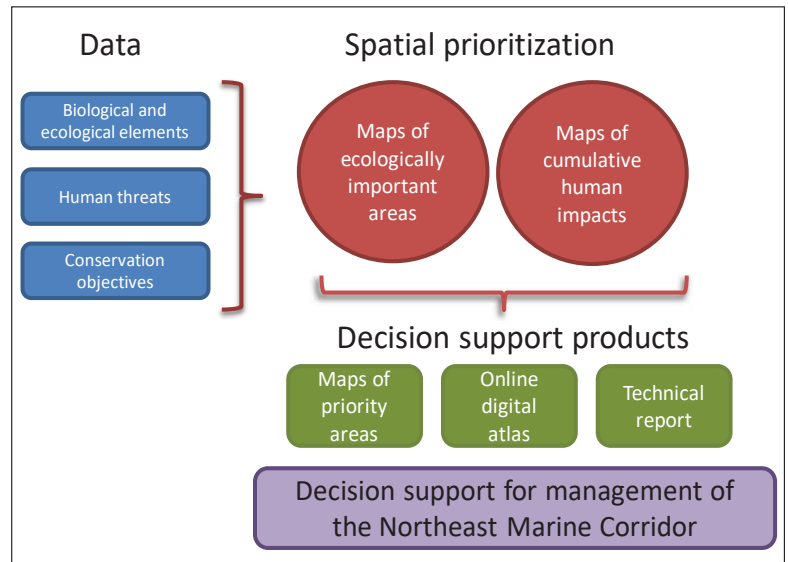 Data
Biological and
ecological elements
Human threats
Conservation
objectives
Spatial prioritization
Maps of
ecologically
important
areas
Maps of
cumulative
human
impacts
Decision support products
Maps of
priority
areas
Online
digital
atlas
Technical
report
Decision support for management of
the Northeast Marine Corridor